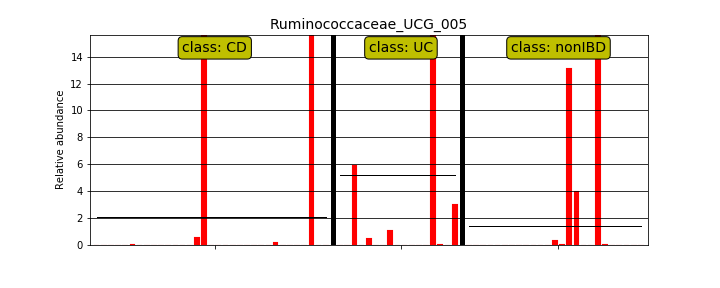 Ruminococcaceae_UCG_005
class: CD
class: UC
class: nonIBD
Relative abundance
14
12
10
8
6
4
2
0